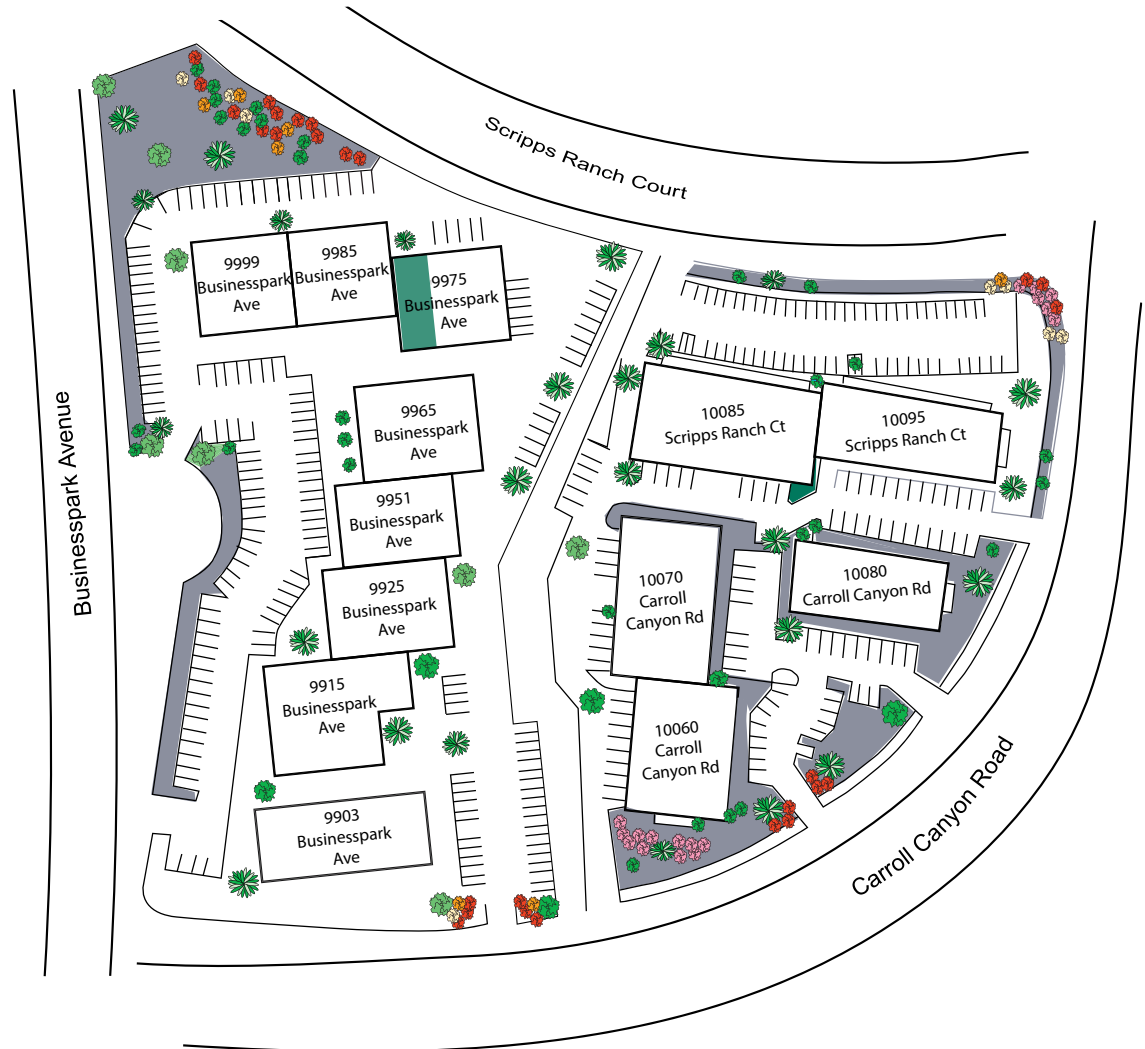 Scripps Ranch Court
9999
Businesspark
Ave
9985
Businesspark
Ave
9975
Businesspark
Ave
9965
Businesspark
Ave
10085
Scripps Ranch Ct
10095
Scripps Ranch Ct
Businesspark Avenue
9951
Businesspark
Ave
9925
Businesspark
Ave
10070
Carroll
Canyon Rd
10080
Carroll Canyon Rd
9915
Businesspark
Ave
10060
Carroll
Canyon Rd
9903
Businesspark
Ave
Carroll Canyon Road